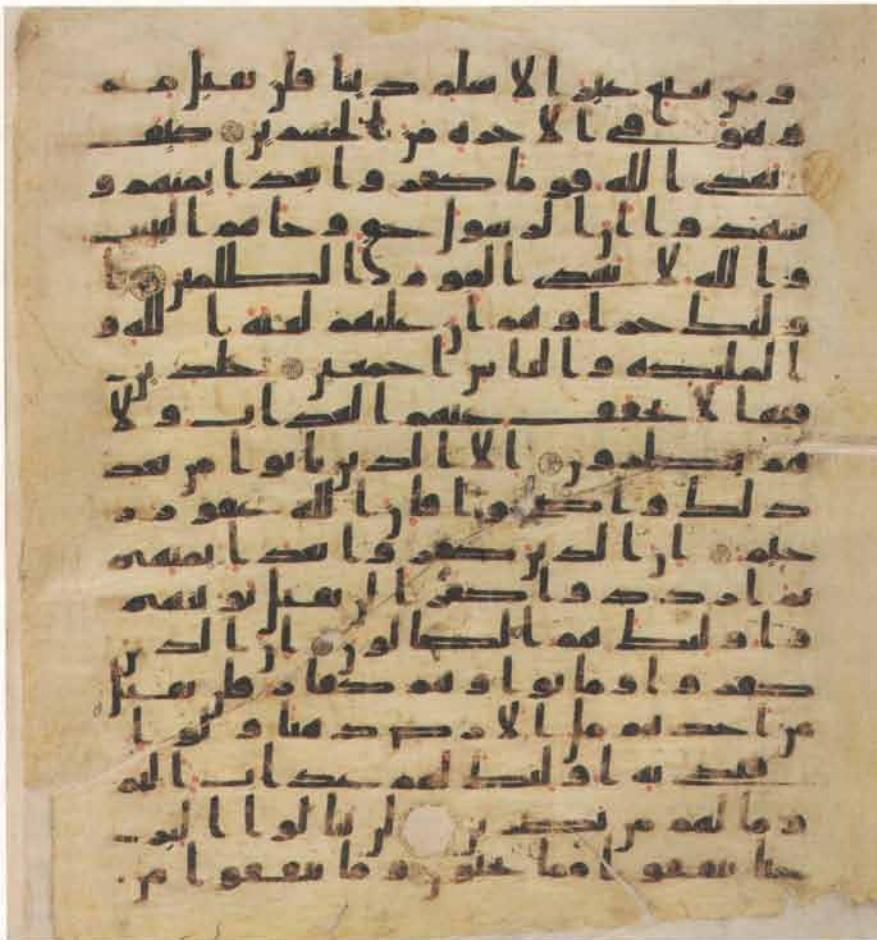 ومن يبتغ غير الاسلم دينا فلن يقبل منه
وهو في الاخرة من الخسرين كيف
يهدي الله قوما كفروا بعد ايمنهم و
شهدوا ان الرسول حق وجاهم البينت
والله لا يهدي القوم الظلمين ا
ولئك جزاوهم ان عليهم لعنة الله و
الملئكة والناس اجمعين خلدين
فيها لا يخفف عنهم العذاب ولا
هم ينظرون الا الذين تابوا من بعد
ذلك واصلحوا فان الله غفور ر
حيم ان الذين كفروا بعد ايمنهم
ثم ازدادوا كفرا لن تقبل توبتهم
واولئك هم الضالون ان الذين
كفروا وماتوا وهم كفار فلن يقبل
من احدهم مل الارض ذهبا ولو ا
فتدى به اولئك لهم عذاب اليم
وما لهم من نصرين لن تنالوا البر
حتى تنفقوا مما تحبون وما تنفقوا من